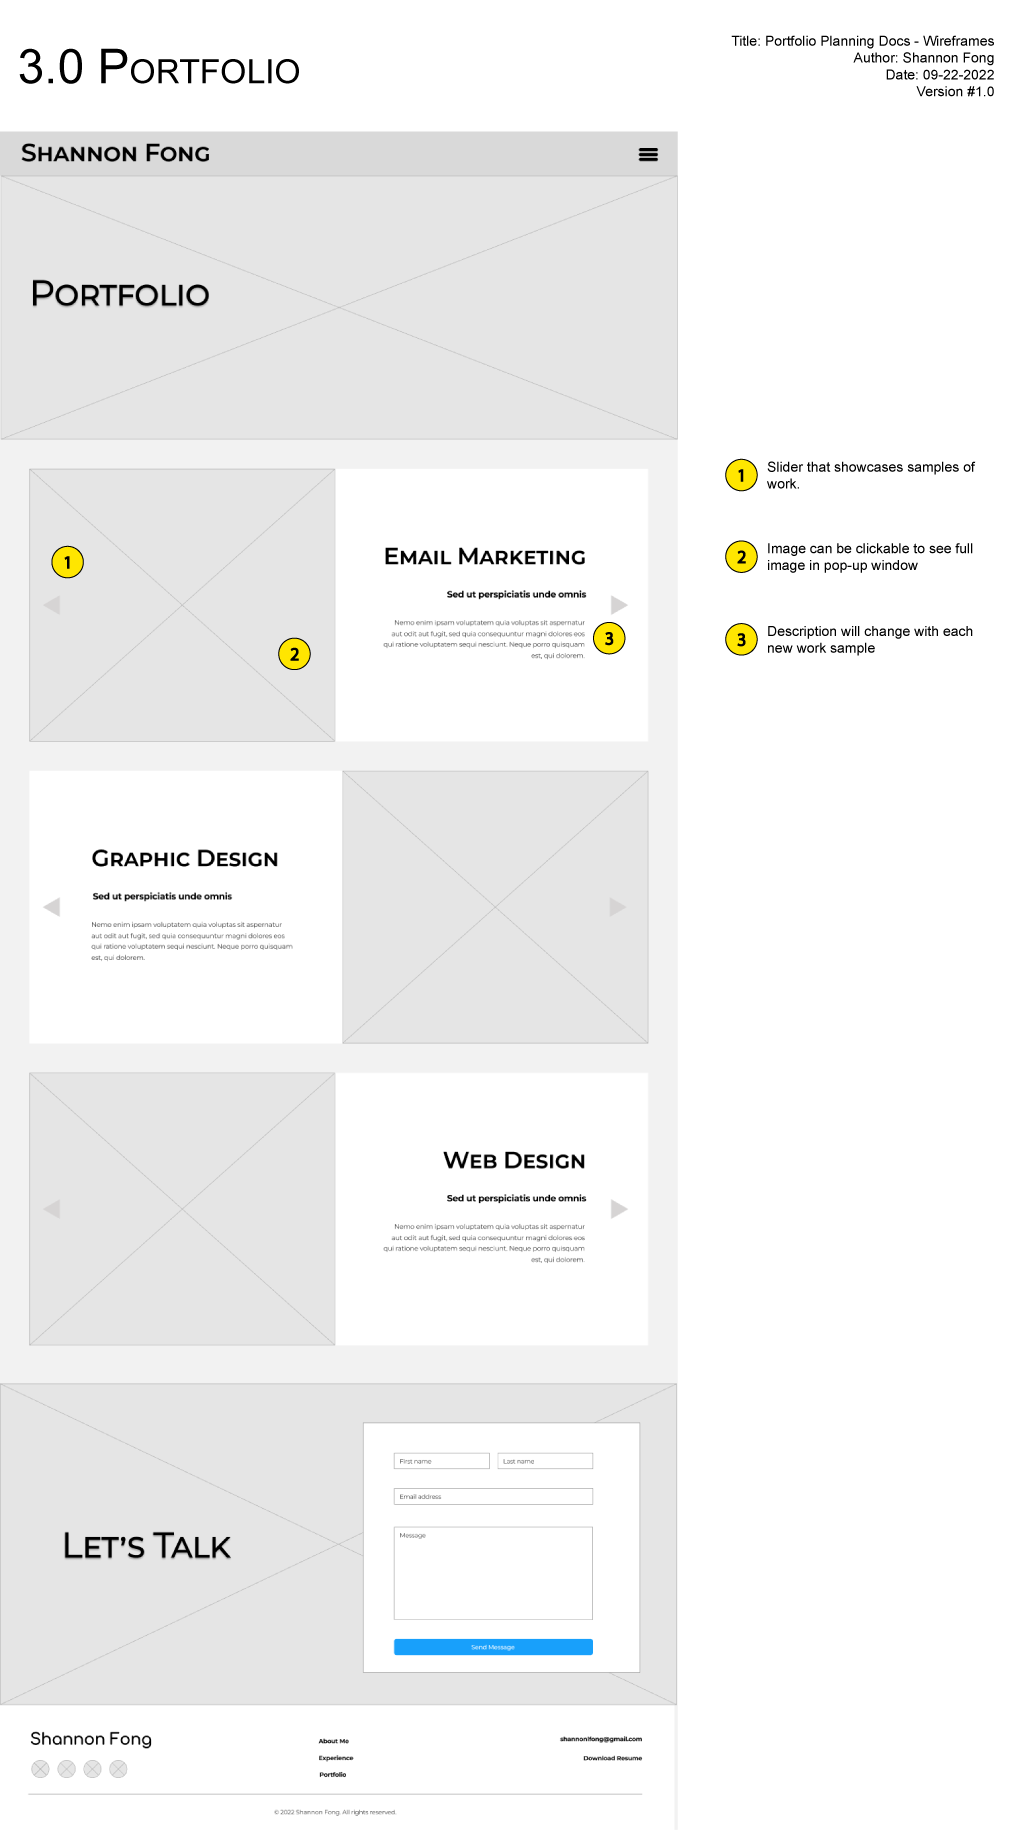 3.0 Portfolio
Title: Portfolio Planning Docs - Wireframes
Author: Shannon Fong
Date: 09-22-2022
Version #1.0
Shannon Fong
Portfolio
1
2
3
Email Marketing
Sed ut perspiciatis unde omnis
Nemo enim ipsam voluptatem quia voluptas sit aspernatur
aut odit aut fugit, sed quia consequuntur magni dolores eos
qui ratione voluptatem sequi nesciunt. Neque porro quisquam
est, qui dolorem.
1 Slider that showcases samples of
work.
2 Image can be clickable to see full
image in pop-up window
3 Description will change with each
new work sample
Graphic Design
Sed ut perspiciatis unde omnis
Nemo enim ipsam voluptatem quia voluptas sit aspernatur
aut odit aut fugit, sed quia consequuntur magni dolores eos
qui ratione voluptatem sequi nesciunt. Neque porro quisquam
est, qui dolorem.
Web Design
Sed ut perspiciatis unde omnis
Nemo enim ipsam voluptatem quia voluptas sit aspernatur
aut odit aut fugit, sed quia consequuntur magni dolores eos
qui ratione voluptatem sequi nesciunt. Neque porro quisquam
est, qui dolorem.
Let's Talk
First name
Last name
Email address
Message
Send Message
Shannon Fong
About Me
Experience
Portfolio
shannonlfong@gmail.com
Download Resume
© 2022 Shannon Fong. All rights reserved.